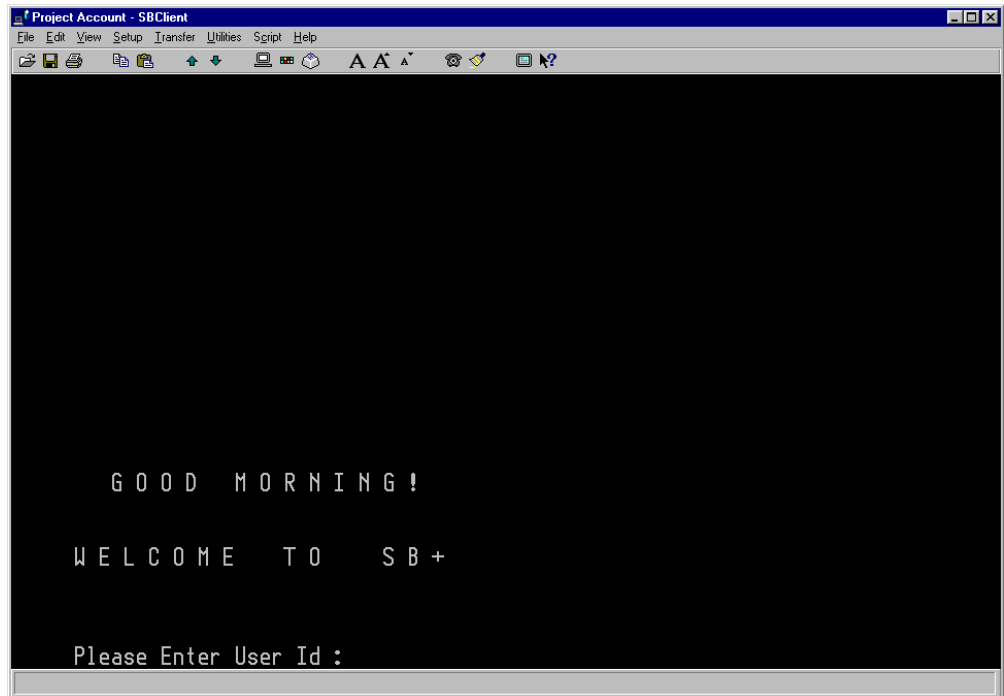 Project Account - SBClient
File Edit View Setup Transfer Utilities Script Help
A A A
G O O D M O R N I N G !
W E L C O M E T O S B +
Please Enter User Id :